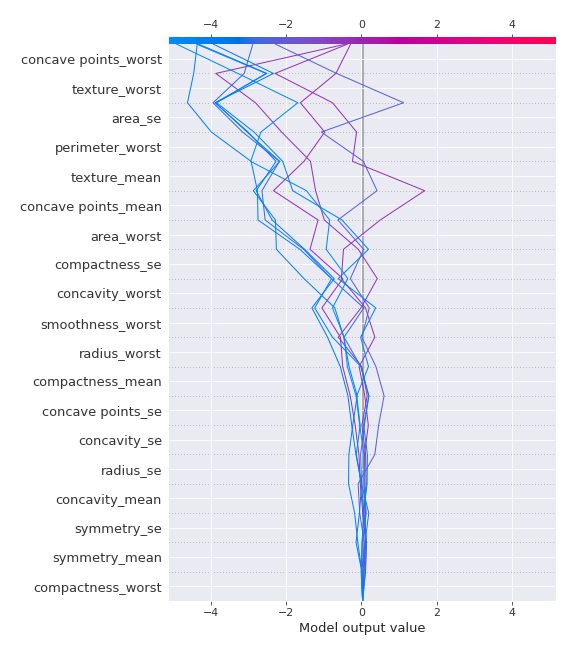 −4 −2 0 2 4
concave points_worst
texture_worst
area_se
perimeter_worst
texture_mean
concave points_mean
area_worst
compactness_se
concavity_worst
smoothness_worst
radius_worst
compactness_mean
concave points_se
concavity_se
radius_se
concavity_mean
symmetry_se
symmetry_mean
compactness_worst
−4 −2 0 2 4
Model output value